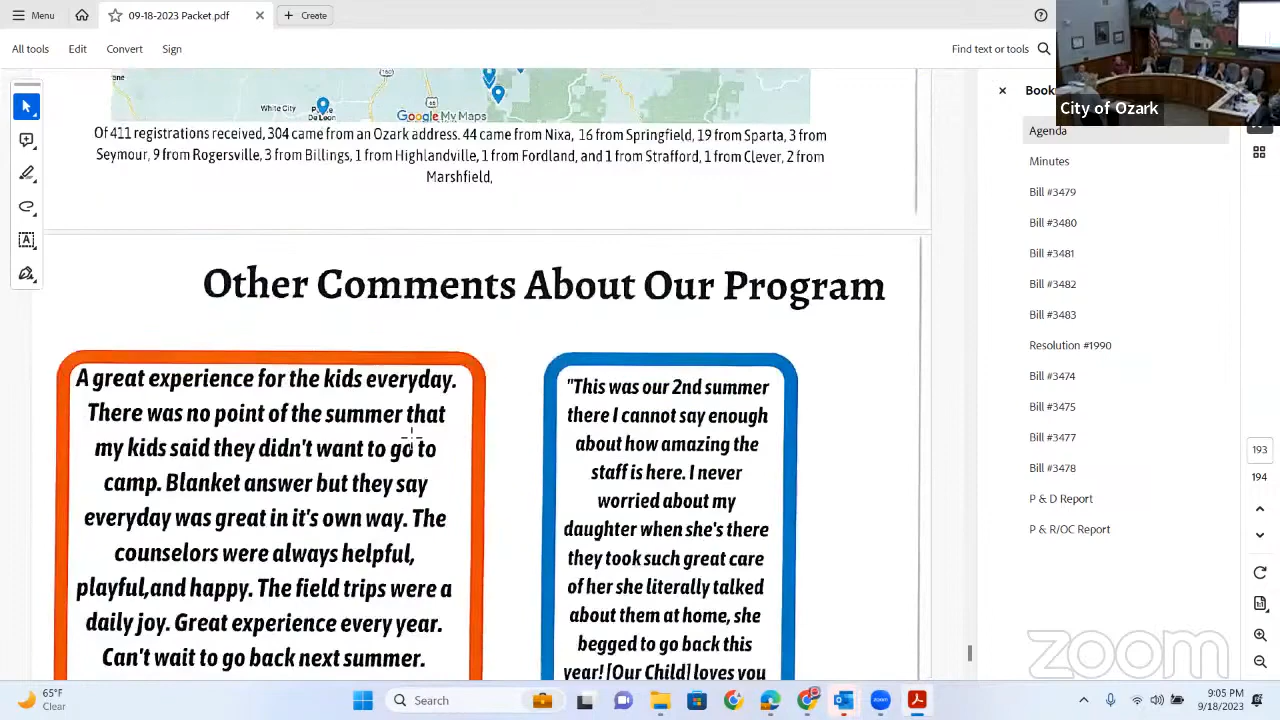 Menu
09-18-2023 Packet.pdf
Create
All tools
Edit
Convert
Sign
Find text or tools
City of Ozark
White City
De Leon
65
Google My Maps
Of 411 registrations received, 304 came from an Ozark address. 44 came from Nixa, 16 from Springfield, 19 from Sparta, 3 from
Seymour, 9 from Rogersville, 3 from Billings, 1 from Highlandville, 1 from Fordland, and 1 from Strafford, 1 from Clever, 2 from
Marshfield,
Other Comments About Our Program
A great experience for the kids everyday.
There was no point of the summer that
my kids said they didn't want to go to
camp. Blanket answer but they say
everyday was great in it's own way. The
counselors were always helpful,
playful,and happy. The field trips were a
daily joy. Great experience every year.
Can't wait to go back next summer.
"This was our 2nd summer
there I cannot say enough
about how amazing the
staff is here. I never
worried about my
daughter when she's there
they took such great care
of her she literally talked
about them at home, she
begged to go back this
year! [Our Child] loves you
Book
Agenda
Minutes
Bill #3479
Bill #3480
Bill #3481
Bill #3482
Bill #3483
Resolution #1990
Bill #3474
Bill #3475
Bill #3477
Bill #3478
P & D Report
P & R/OC Report
193
194
zoom
65°F
Clear
Search
9:05 PM
9/18/2023